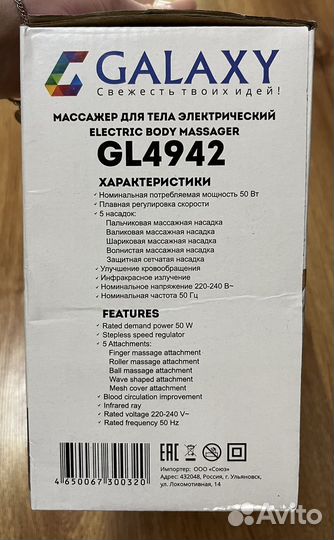 GALAXY
Свежесть твоих идей!
МАССАЖЕР ДЛЯ ТЕЛА ЭЛЕКТРИЧЕСКИЙ
ELECTRIC BODY MASSAGER
GL4942
ХАРАКТЕРИСТИКИ
✓ Номинальная потребляемая мощность 50 Вт
✓ Плавная регулировка скорости
✓ 5 насадок:
Пальчиковая массажная насадка
Валиковая массажная насадка
Шариковая массажная насадка
Волнистая массажная насадка
Защитная сетчатая насадка
✓ Улучшение кровообращения
✓ Инфракрасное излучение
✓ Номинальное напряжение 220-240 В~
✓ Номинальная частота 50 Гц
FEATURES
✓ Rated demand power 50 W
✓ Stepless speed regulator
✓ 5 Attachments:
Finger massage attachment
Roller massage attachment
Ball massage attachment
Wave shaped attachment
Mesh cover attachment
✓ Blood circulation improvement
✓ Infrared ray
✓ Rated voltage 220-240 V~
✓ Rated frequency 50 Hz
4 650067 300320
EAC
Импортер: ООО «Союз»
Адрес: 432048, Россия, г. Ульяновск,
ул. Локомотивная, 14
Avito